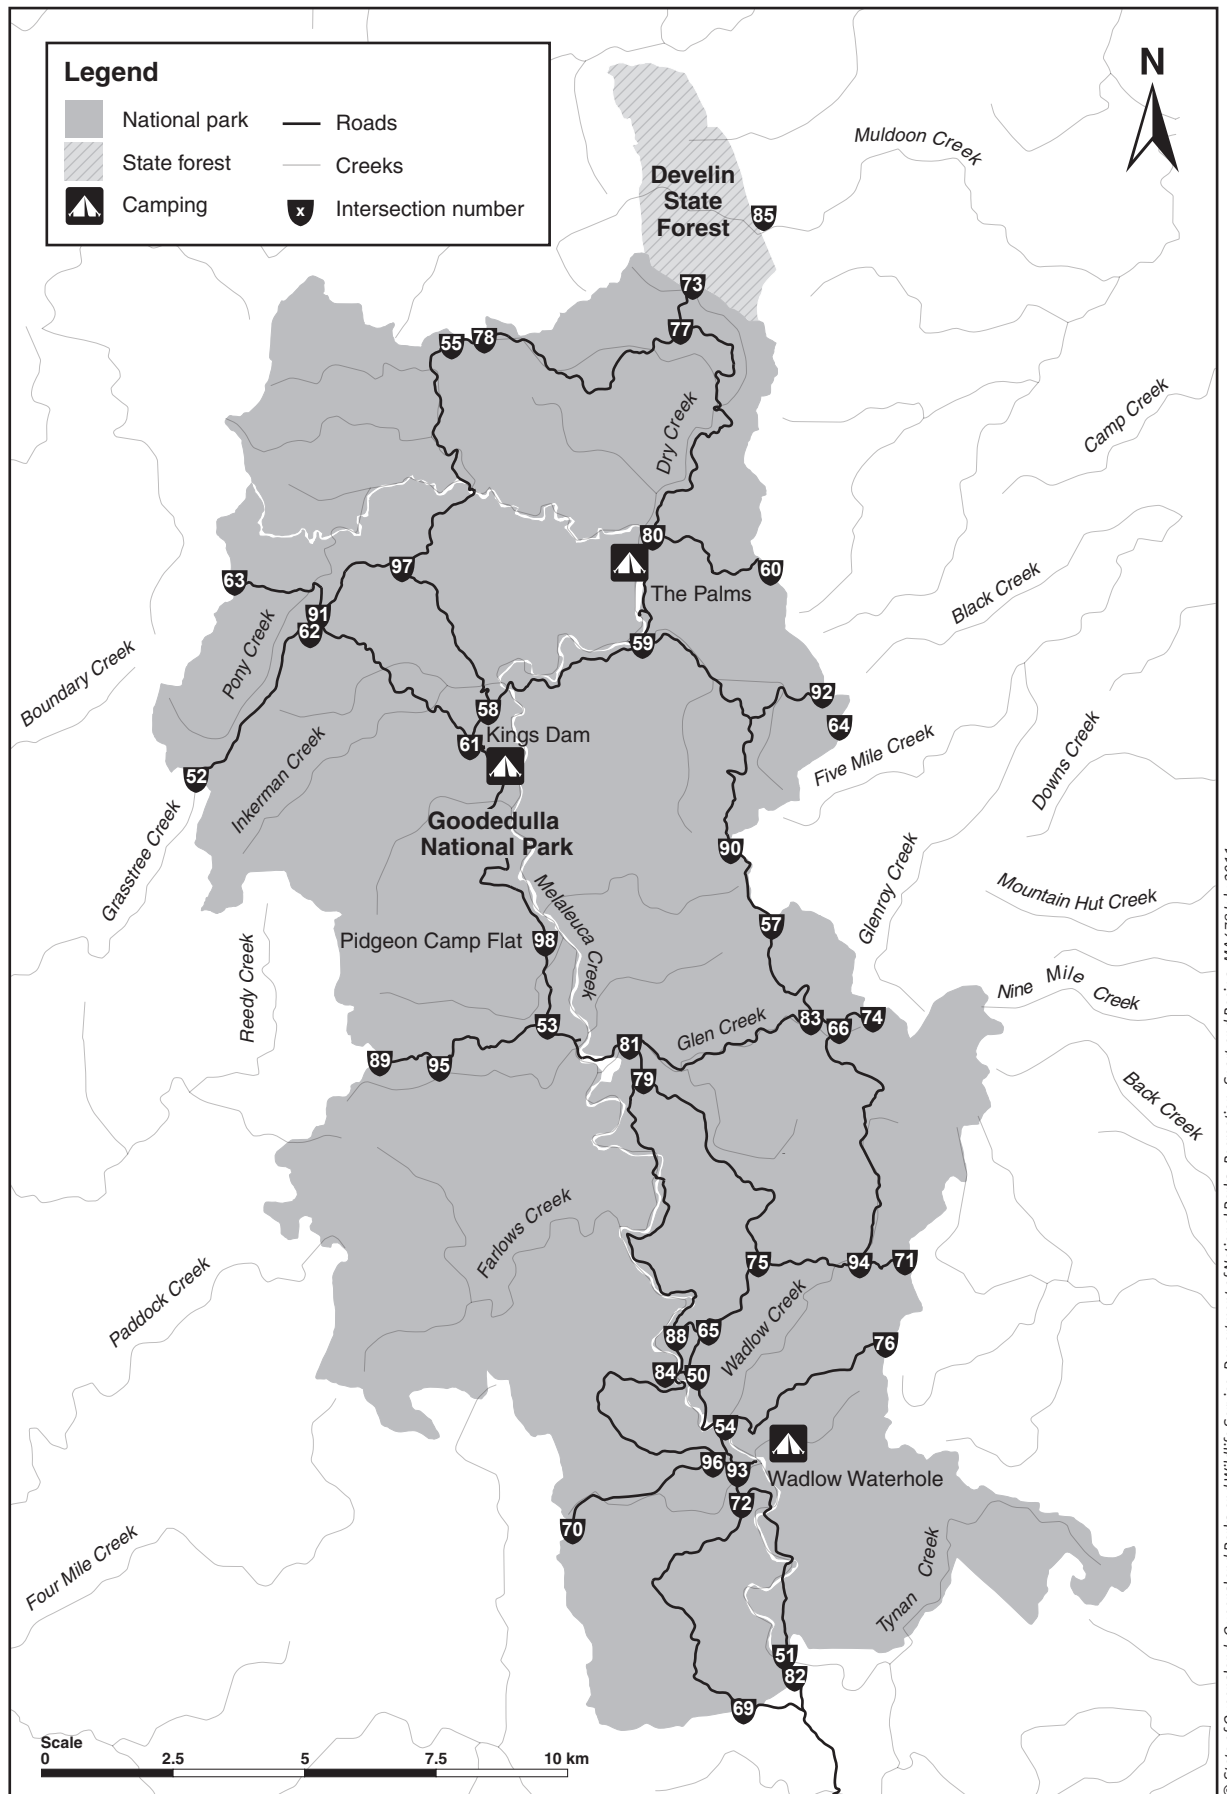 Legend
National park
Roads
State forest
Creeks
Camping
x
Intersection number
N
Muldoon Creek
Develin
State
Forest
85
73
77
55
78
Camp Creek
Dry Creek
80
60
63
97
The Palms
Black Creek
91
62
59
Pony Creek
Boundary Creek
92
58
64
Kings Dam
61
Five Mile Creek
Downs Creek
52
Inkerman Creek
Goodedulla
National Park
90
Grasstree Creek
Glenroy Creek
Mountain Hut Creek
Melaleuca Creek
57
Pidgeon Camp Flat
98
Reedy Creek
Nine Mile Creek
53
Glen Creek
83
66
74
81
89
95
79
Back Creek
Farlows Creek
75
94
71
Paddock Creek
Wadlow Creek
88
65
76
84
50
54
96
93
Wadlow Waterhole
72
70
Four Mile Creek
Tynan Creek
51
82
69
Scale
0
2.5
5
7.5
10 km